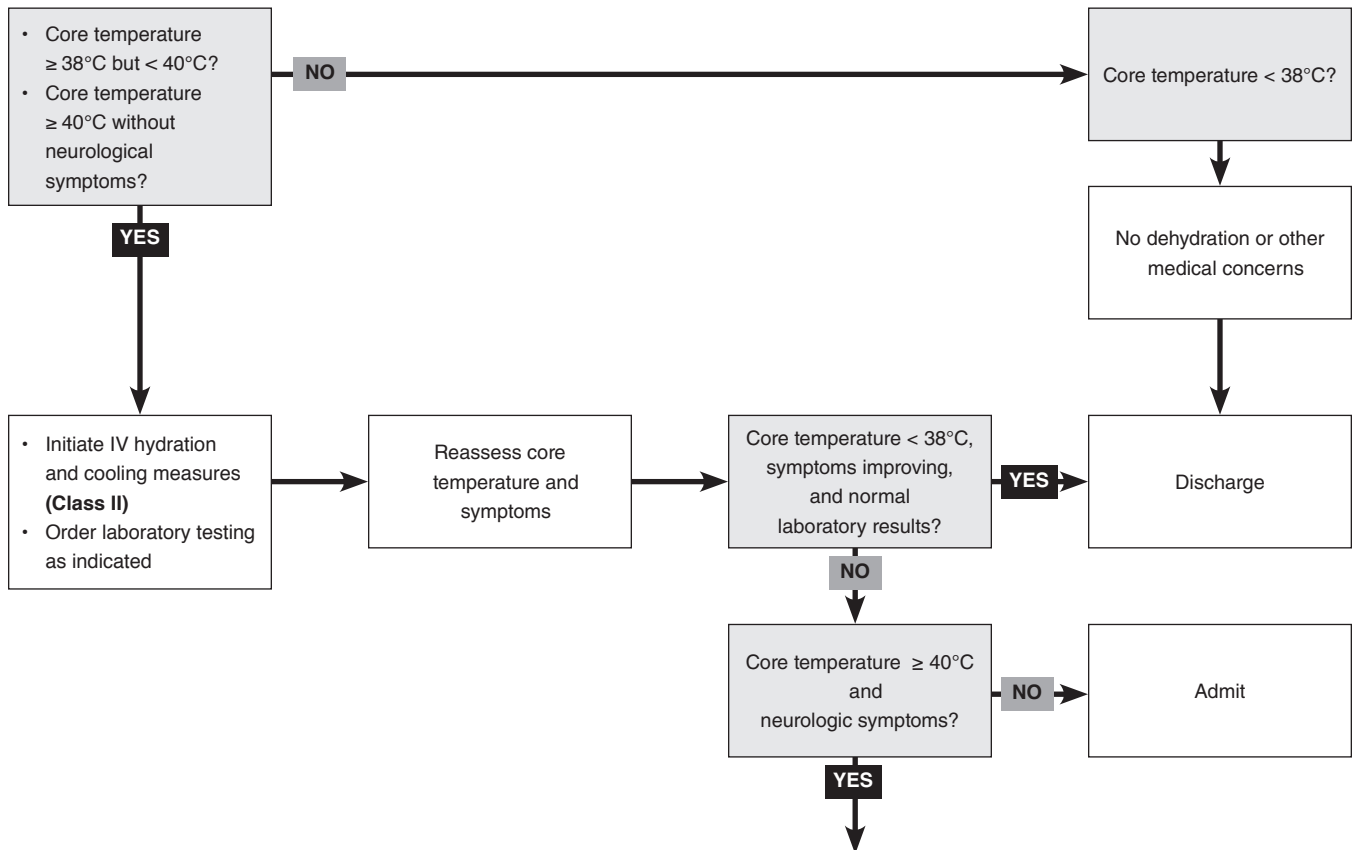 • Core temperature
≥ 38°C but < 40°C?
• Core temperature
≥ 40°C without
neurological
symptoms?
NO
Core temperature < 38°C?
YES
No dehydration or other
medical concerns
• Initiate IV hydration
and cooling measures
(Class II)
• Order laboratory testing
as indicated
Reassess core
temperature and
symptoms
Core temperature < 38°C,
symptoms improving,
and normal
laboratory results?
YES
Discharge
NO
Core temperature ≥ 40°C
and
neurologic symptoms?
NO
Admit
YES